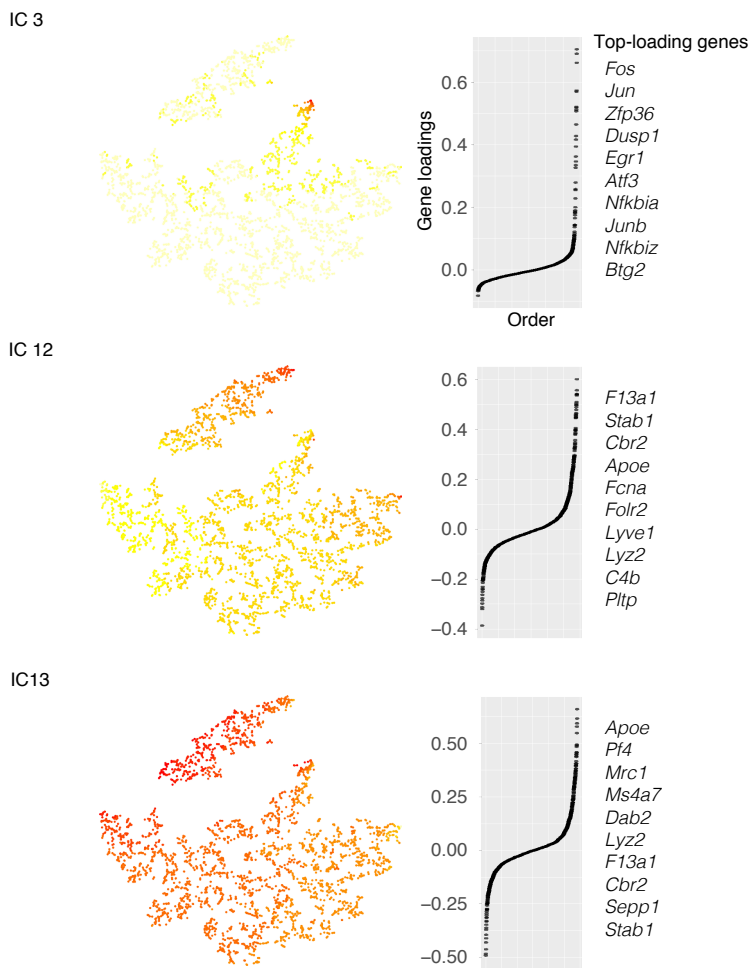 IC 3
Top-loading genes
Gene loadings
0.6
0.4
0.2
0.0
Order
Fos
Jun
Zfp36
Dusp1
Egr1
Atf3
Nfkbia
Junb
Nfkbiz
Btg2
IC 12
0.6
0.4
0.2
0.0
−0.2
−0.4
F13a1
Stab1
Cbr2
Apoe
Fcna
Folr2
Lyve1
Lyz2
C4b
Pltp
IC13
0.50
0.25
0.00
−0.25
−0.50
Apoe
Pf4
Mrc1
Ms4a7
Dab2
Lyz2
F13a1
Cbr2
Sepp1
Stab1